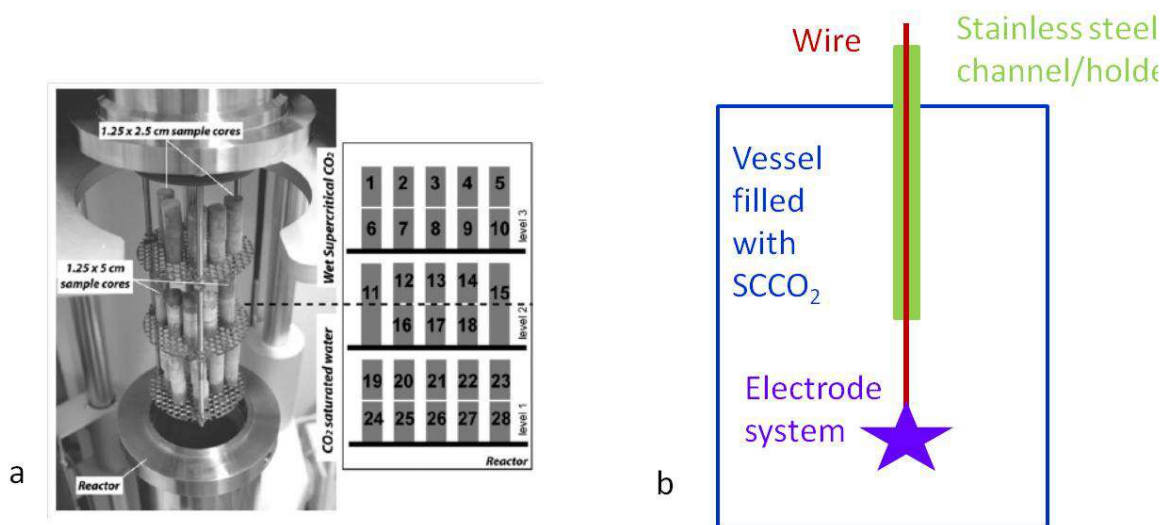 1.25 x 2.5 cm sample cores
1.25 x 5 cm
sample cores
Reactor
a
Wet Supercritical CO₂
CO₂ saturated water
1 2 3 4 5
6 7 8 9 10
level 3
11 12 13 14 15
16 17 18
level 2
19 20 21 22 23
24 25 26 27 28
level 1
Reactor
Wire
Stainless steel
channel/holde
Vessel
filled
with
SCCO₂
Electrode
system
b